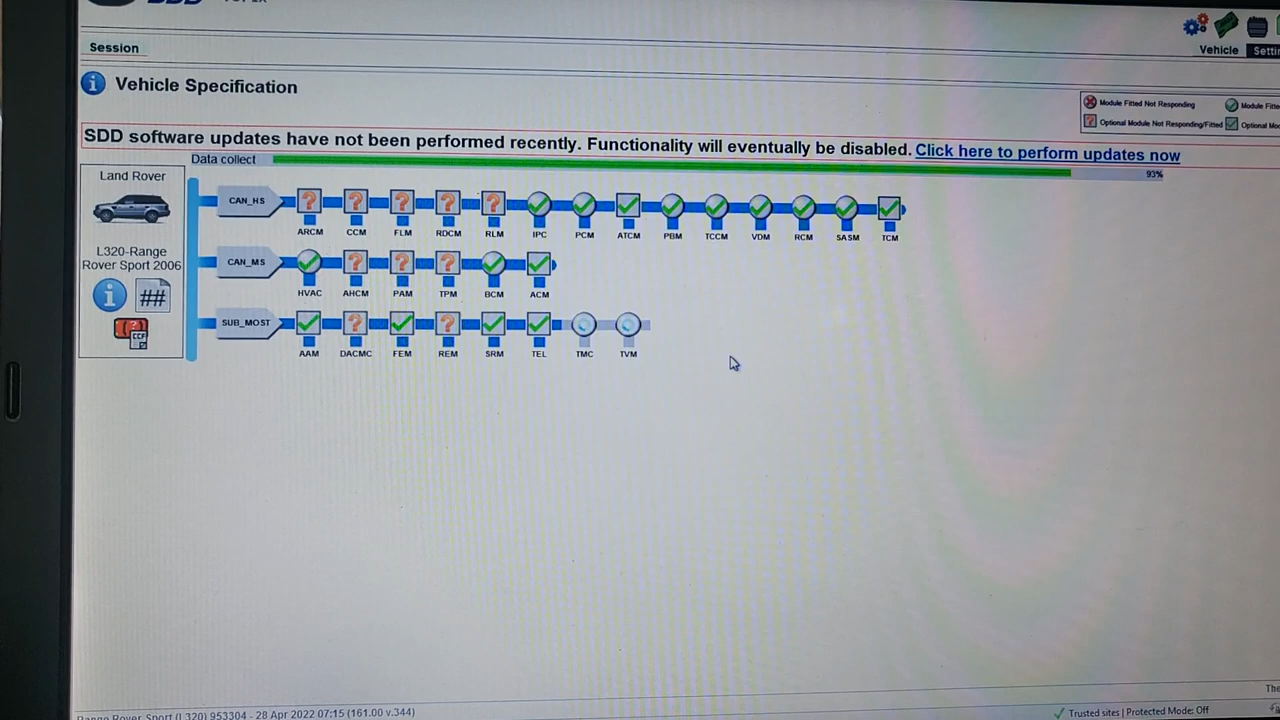 SDD
Session
Vehicle
Vehicle Specification
Module Fitted Not Responding
Optional Module Not Responding/Fitted
SDD software updates have not been performed recently. Functionality will eventually be disabled. Click here to perform updates now
Data collect
93%
Land Rover
L320-Range
Rover Sport 2006
##
CCF
CAN_HS
ARCM CCM FLM RDCM RLM IPC PCM ATCM PBM TCCM VDM RCM SASM TCM
CAN_MS
HVAC AHCM PAM TPM BCM ACM
SUB_MOST
AAM DACMC FEM REM SRM TEL TMC TVM
Range Rover Sport (L320) 953304 - 28 Apr 2022 07:15 (161.00 v.344)
Trusted sites | Protected Mode: Off